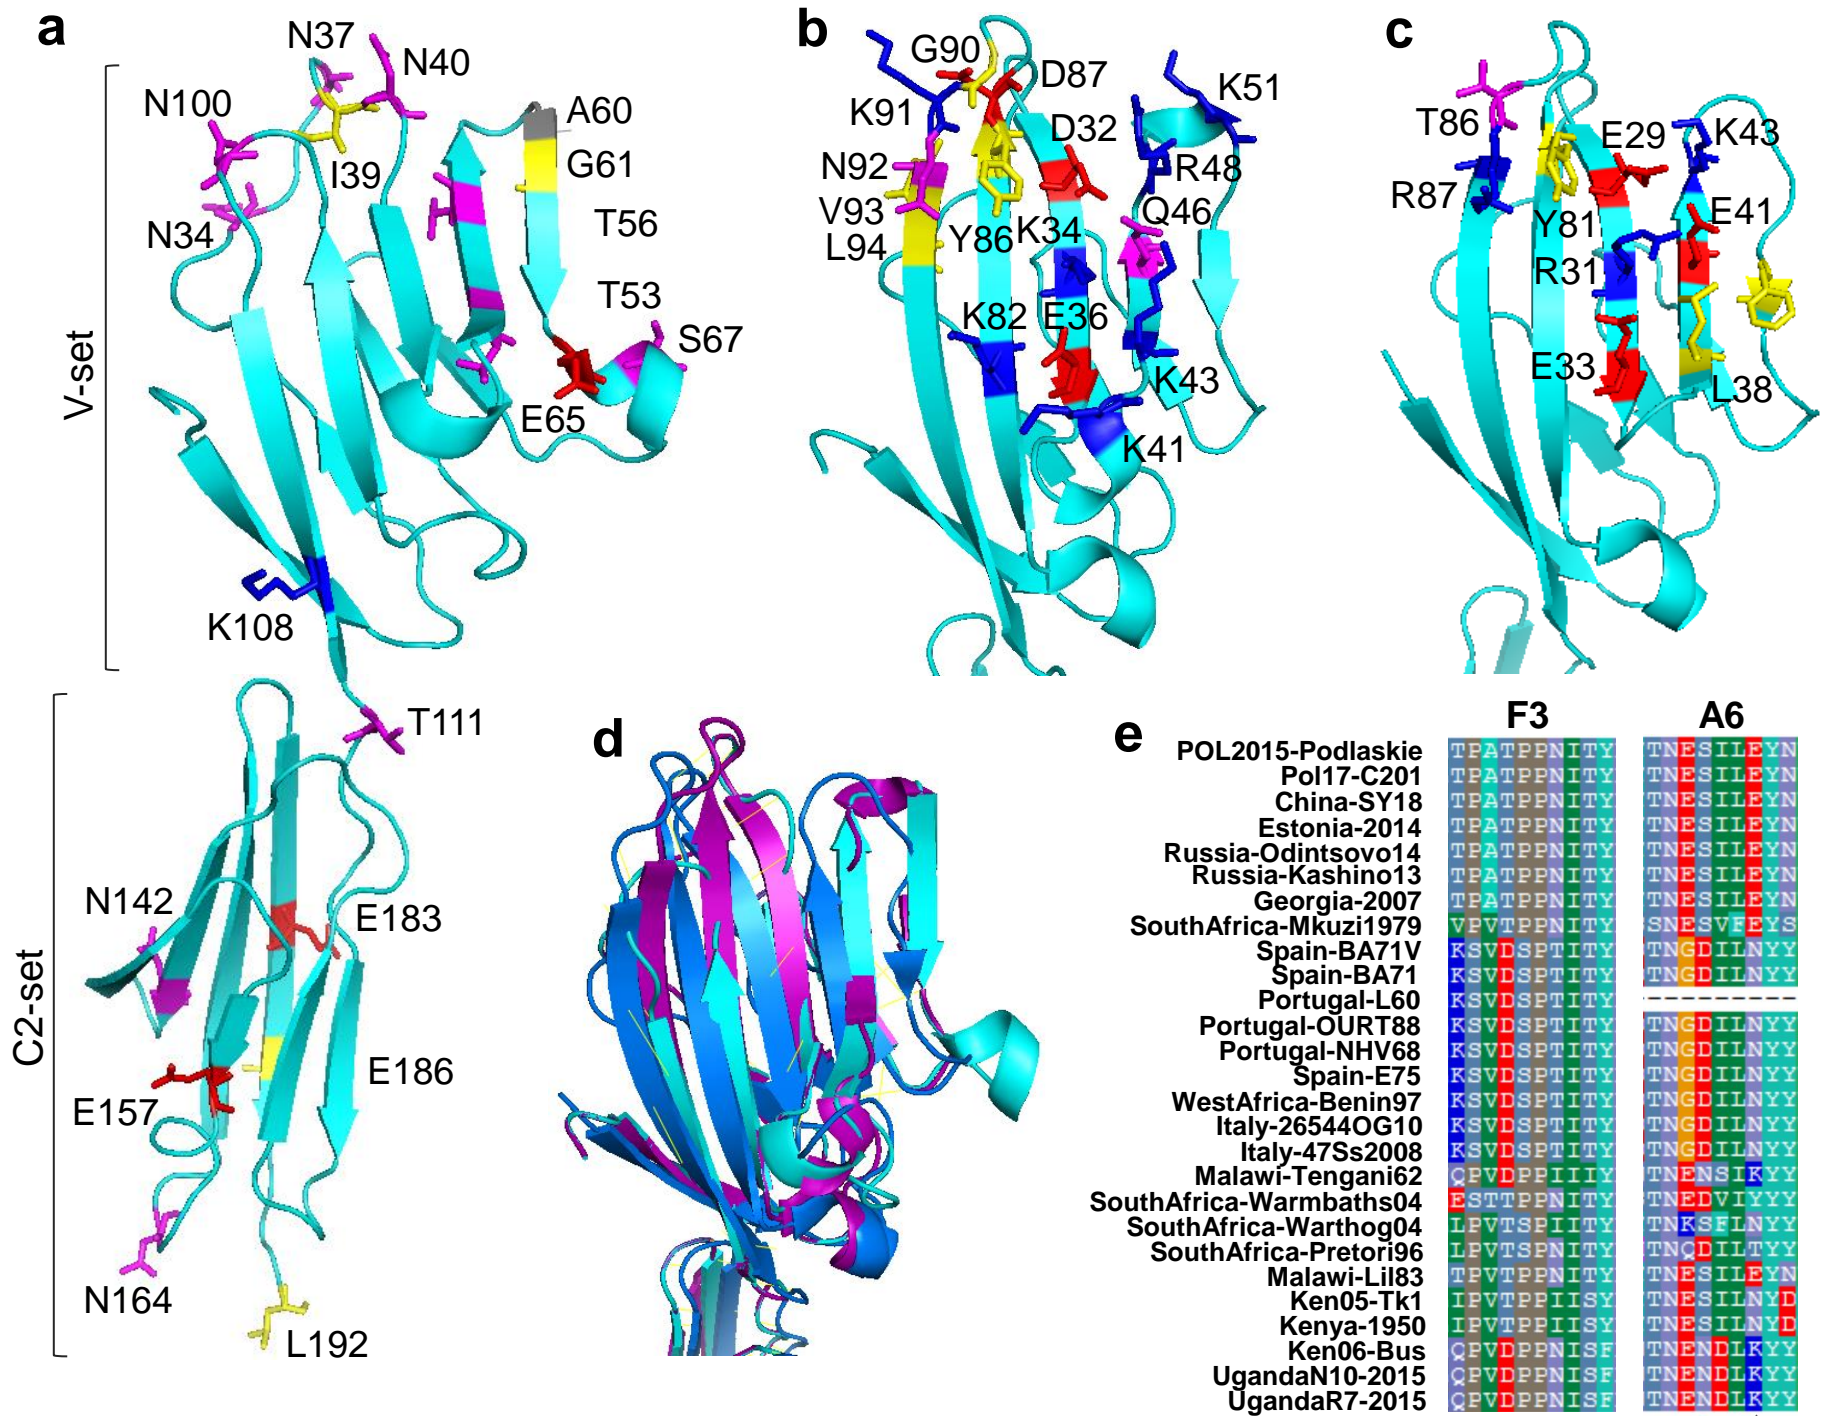 a
V-set
C2-set
N37
N40
N100
A60
G61
I39
T56
N34
T53
S67
E65
K108
T111
N142
E183
E186
E157
N164
L192
b
G90
D87
K51
K91
D32
N92
R48
V93
Q46
L94
Y86
K34
K82
E36
K43
K41
c
T86
E29
K43
R87
Y81
E41
R31
E33
L38
d
e
F3 A6
POL2015-Podlaskie TPATPPNITY TNESILEYN
Pol17-C201 TPATPPNITY TNESILEYN
China-SY18 TPATPPNITY TNESILEYN
Estonia-2014 TPATPPNITY TNESILEYN
Russia-Odintsovo14 TPATPPNITY TNESILEYN
Russia-Kashino13 TPATPPNITY TNESILEYN
Georgia-2007 TPATPPNITY TNESILEYN
SouthAfrica-Mkuzi1979 VPVTPPNITY SNESVFEYS
Spain-BA71V KSVDSPTITY TNGDILNYY
Spain-BA71 KSVDSPTITY TNGDILNYY
Portugal-L60 KSVDSPTITY ---------
Portugal-OURT88 KSVDSPTITY TNGDILNYY
Portugal-NHV68 KSVDSPTITY TNGDILNYY
Spain-E75 KSVDSPTITY TNGDILNYY
WestAfrica-Benin97 KSVDSPTITY TNGDILNYY
Italy-26544OG10 KSVDSPTITY TNGDILNYY
Italy-47Ss2008 KSVDSPTITY TNGDILNYY
Malawi-Tengani62 QPVDSPIIIY TNENSIKYY
SouthAfrica-Warmbaths04 ESTTPPNITY TNEDVIYYY
SouthAfrica-Warthog04 LPVTSPIITY TNKSFLNYY
SouthAfrica-Pretori96 LPVTSPNITY TNQDILTYY
Malawi-Lil83 TPVTPPNITY TNESILEYN
Ken05-Tk1 IPVTPPIISY TNESILNYD
Kenya-1950 IPVTPPIISY TNESILNYD
Ken06-Bus QPVDPPNISF TNENDLKYY
UgandaN10-2015 QPVDPPNISF TNENDLKYY
UgandaR7-2015 QPVDPPNISF TNENDLKYY